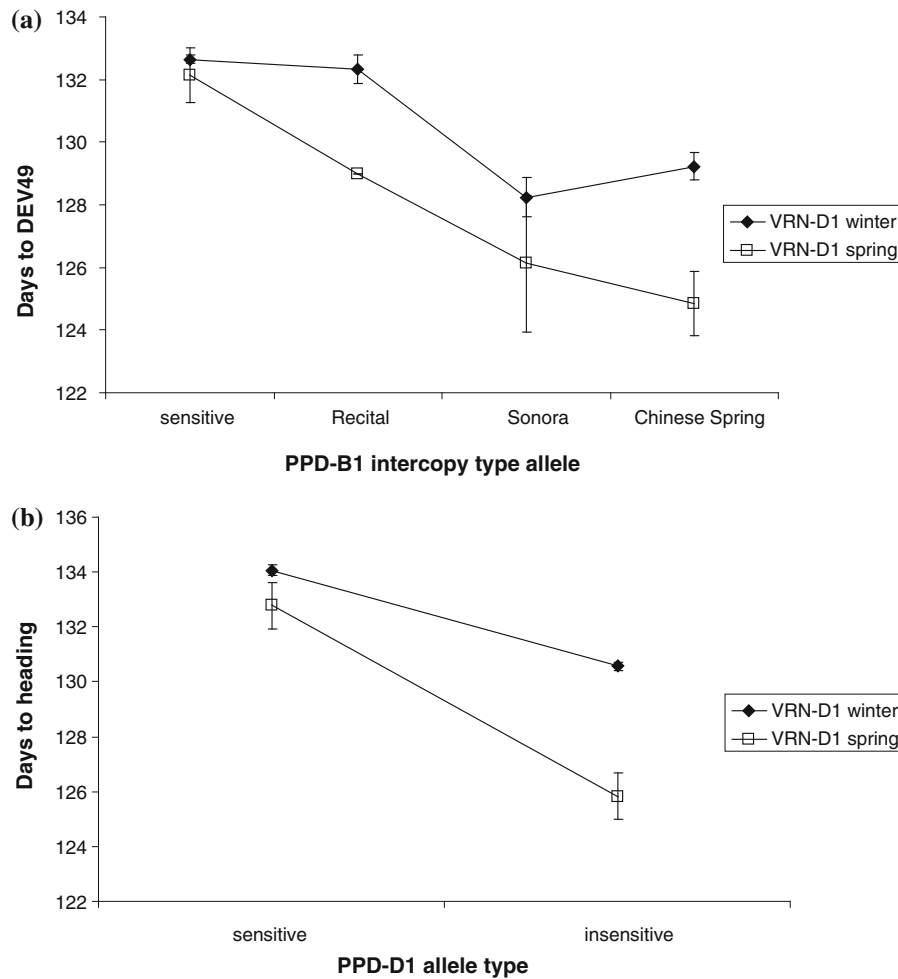 (a)
134
132
130
128
126
124
122
Days to DEV49
sensitive Recital Sonora Chinese Spring
PPD-B1 intercopy type allele
VRN-D1 winter
VRN-D1 spring
(b)
136
134
132
130
128
126
124
122
Days to heading
sensitive insensitive
PPD-D1 allele type
VRN-D1 winter
VRN-D1 spring